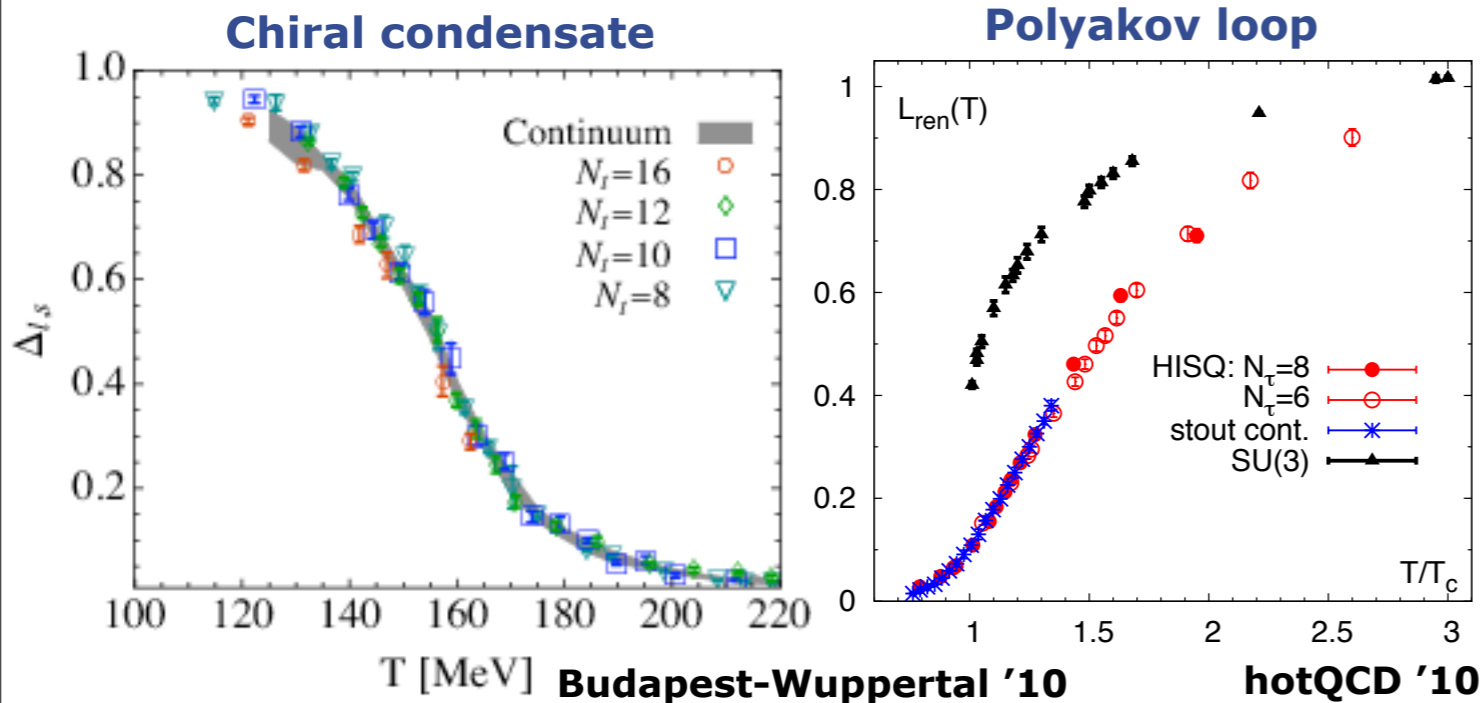 Chiral condensate
1.0
0.8
0.6
0.4
0.2
Δl,s
Continuum
Nt=16
Nt=12
Nt=10
Nt=8
100 120 140 160 180 200 220
T [MeV]
Budapest-Wuppertal ’10
Polyakov loop
1
0.8
0.6
0.4
0.2
0
Lren(T)
HISQ: Nτ=8
Nτ=6
stout cont.
SU(3)
T/Tc
1 1.5 2 2.5 3
hotQCD ’10